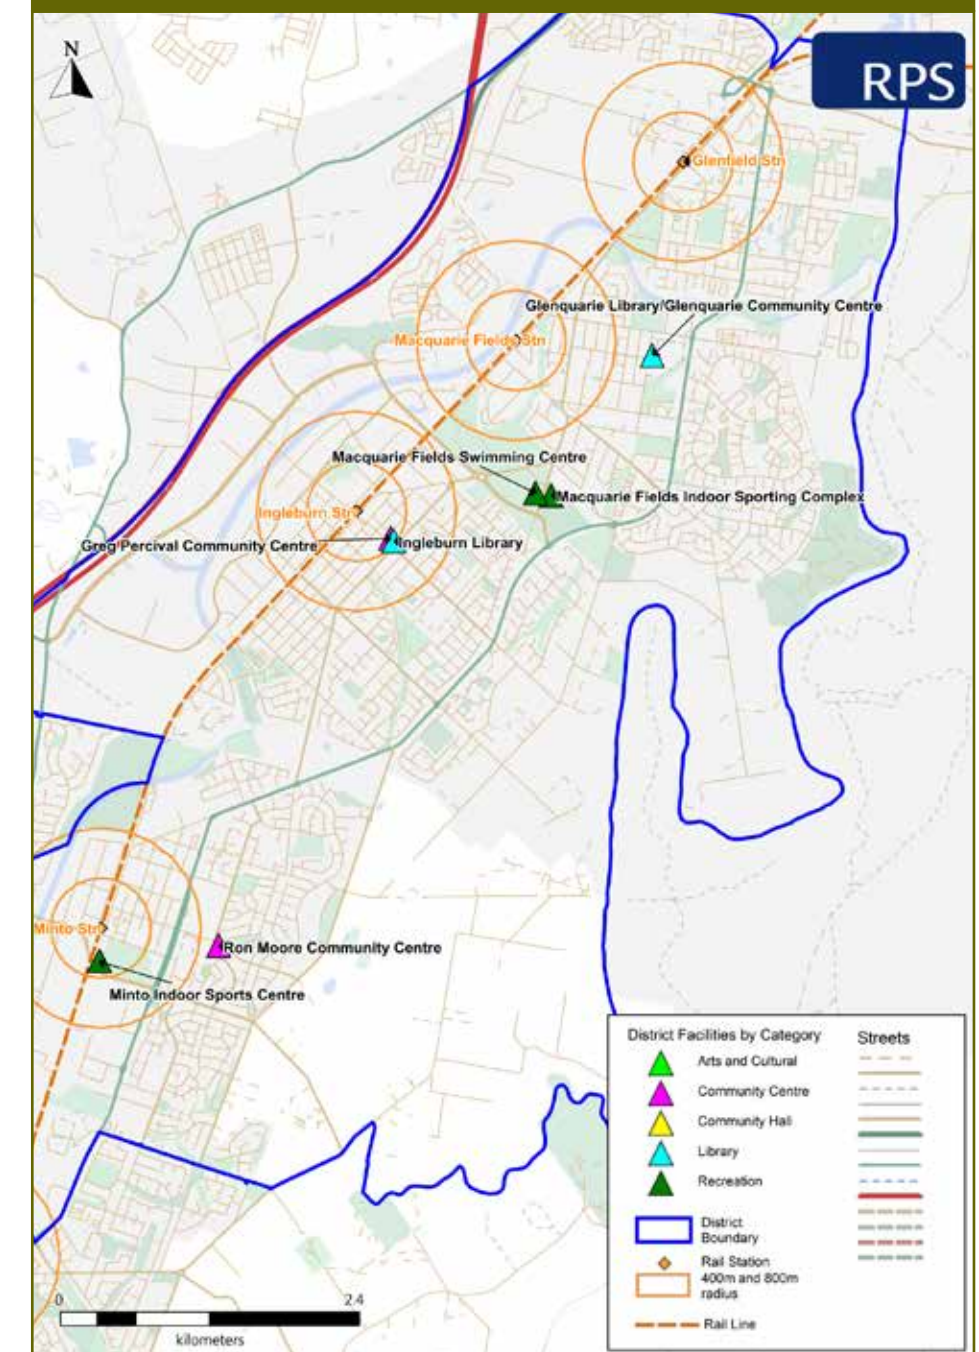 N
RPS
Glenfield Stn
Glenquarie Library/Glenquarie Community Centre
Macquarie Fields Stn
Macquarie Fields Swimming Centre
Macquarie Fields Indoor Sporting Complex
Ingleburn Stn
Greg Percival Community Centre
Ingleburn Library
Minto Stn
Ron Moore Community Centre
Minto Indoor Sports Centre
District Facilities by Category
Arts and Cultural
Community Centre
Community Hall
Library
Recreation
District
Boundary
Rail Station
400m and 800m
radius
Rail Line
Streets
0 2.4
kilometers